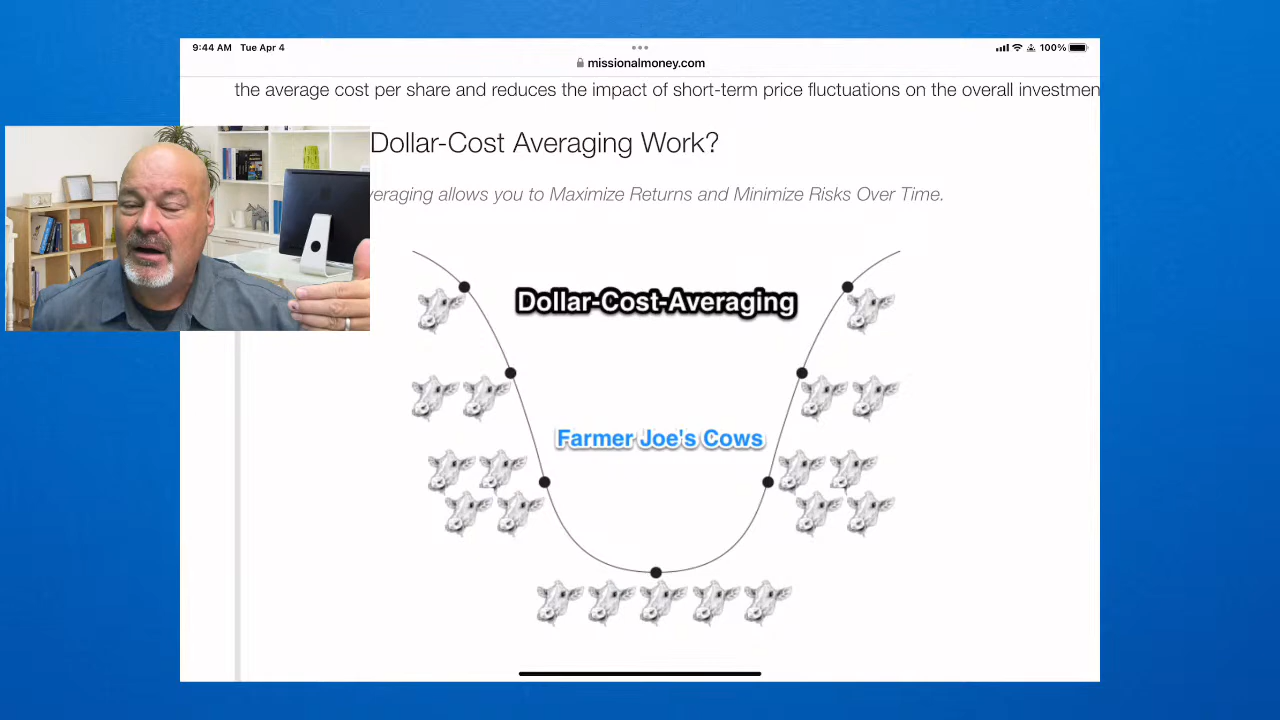 9:44 AM Tue Apr 4
100%
missionalmoney.com
the average cost per share and reduces the impact of short-term price fluctuations on the overall investmen
Dollar-Cost Averaging Work?
veraging allows you to Maximize Returns and Minimize Risks Over Time.
Dollar-Cost-Averaging
Farmer Joe's Cows